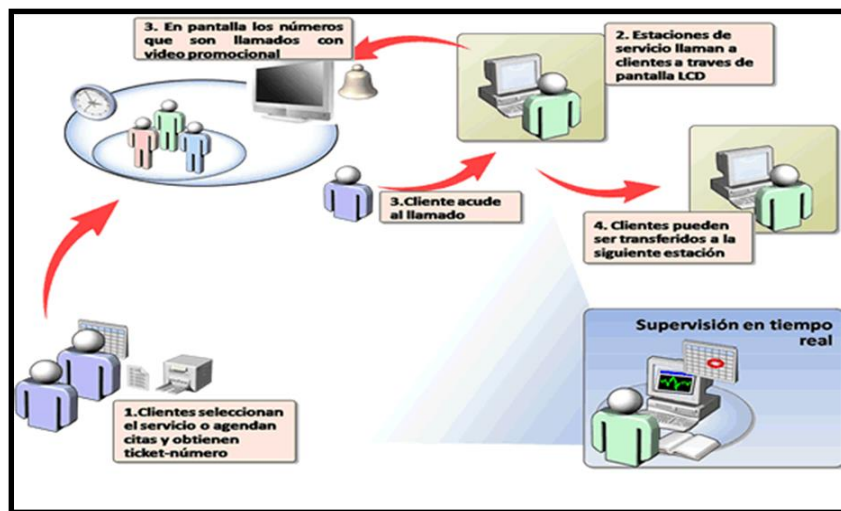 3. En pantalla los números
que son llamados con
video promocional
2. Estaciones de
servicio llaman a
clientes a traves de
pantalla LCD
3.Cliente acude
al llamado
4. Clientes pueden
ser transferidos a la
siguiente estación
1.Clientes seleccionan
el servicio o agendan
citas y obtienen
ticket-número
Supervisión en tiempo
real